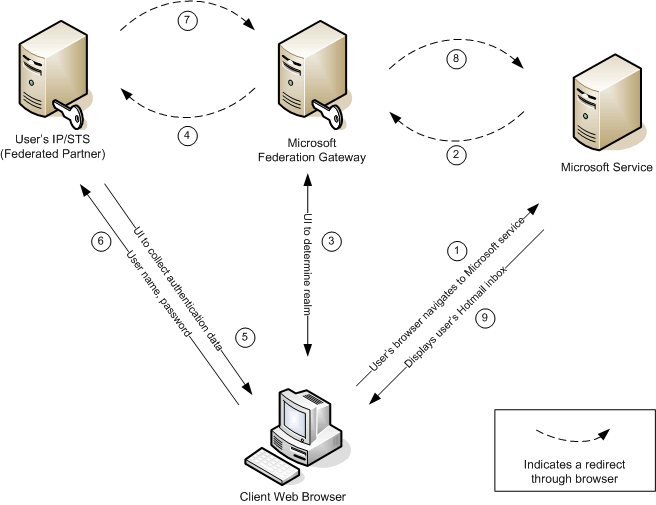 7
8
4
2
User's IP/STS
(Federated Partner)
Microsoft
Federation Gateway
Microsoft Service
6
3
1
UI to collect authentication data
User name, password
UI to determine realm
User's browser navigates to Microsoft service
Displays user's Hotmail inbox
5
9
Client Web Browser
Indicates a redirect
through browser